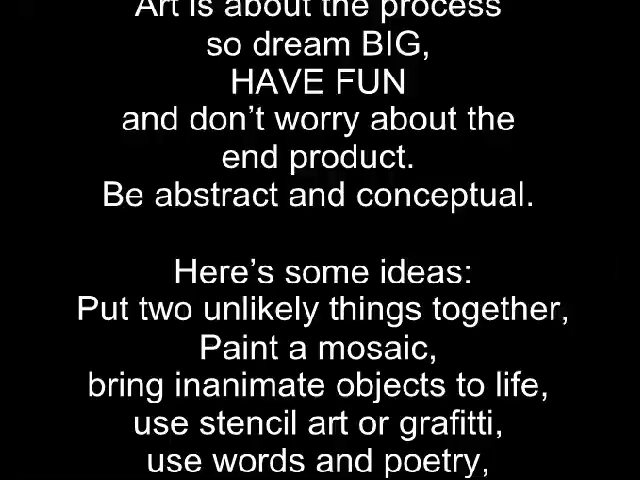 Art is about the process
so dream BIG,
HAVE FUN
and don’t worry about the
end product.
Be abstract and conceptual.
Here’s some ideas:
Put two unlikely things together,
Paint a mosaic,
bring inanimate objects to life,
use stencil art or grafitti,
use words and poetry,